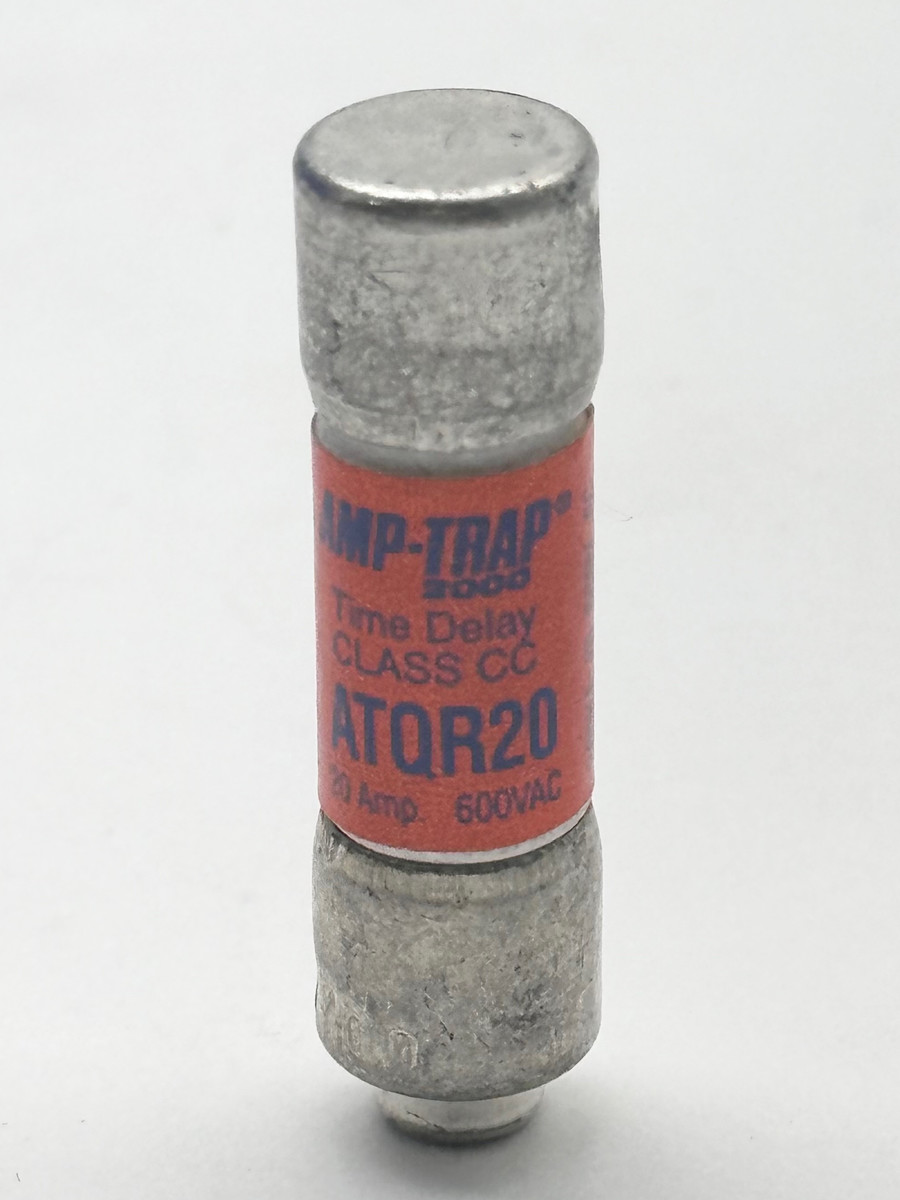 AMP-TRAP®
2000
Time Delay
CLASS CC
ATQR20
20 Amp. 600VAC